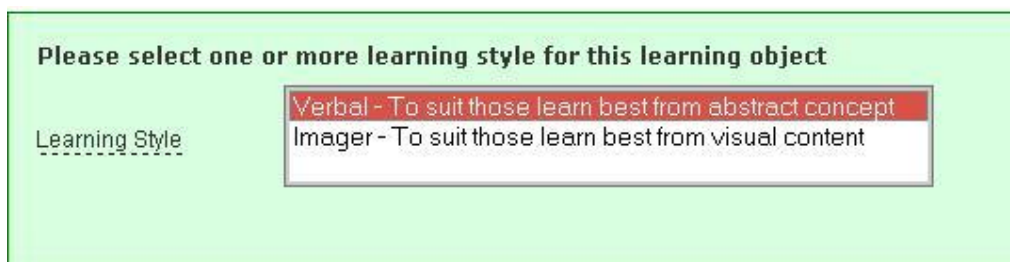 Please select one or more learning style for this learning object
Verbal - To suit those learn best from abstract concept
Learning Style
Imager - To suit those learn best from visual content